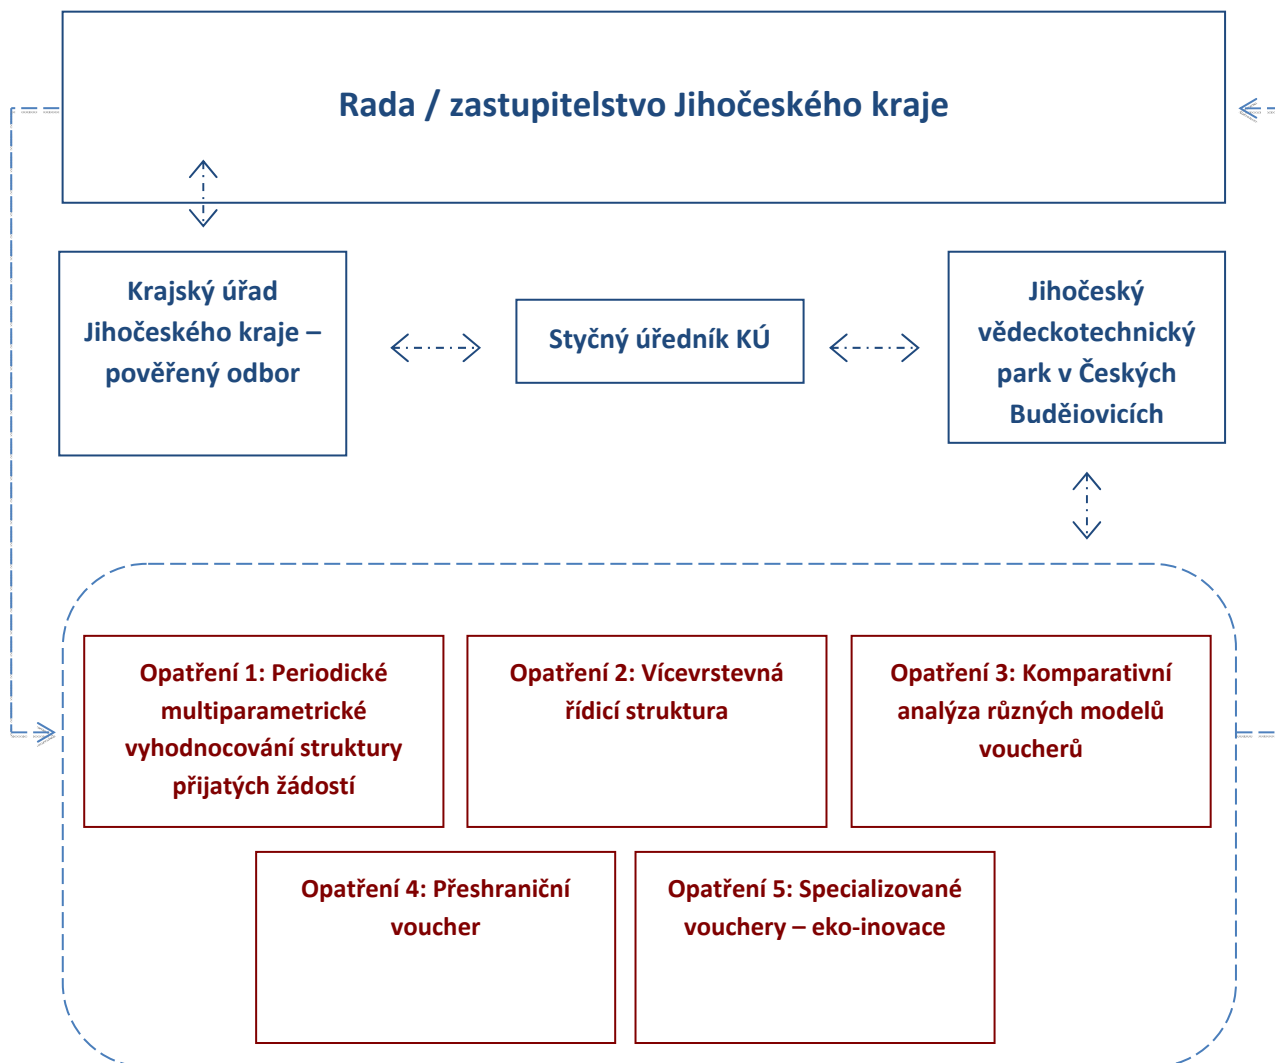 Rada / zastupitelstvo Jihočeského kraje
Krajský úřad
Jihočeského kraje –
pověřený odbor
Styčný úředník KÚ
Jihočeský
vědeckotechnický
park v Českých
Budějovicích
Opatření 1: Periodické
multiparametrické
vyhodnocování struktury
přijatých žádostí
Opatření 2: Vícevrstevná
řídicí struktura
Opatření 3: Komparativní
analýza různých modelů
voucherů
Opatření 4: Přeshraniční
voucher
Opatření 5: Specializované
vouchery – eko-inovace